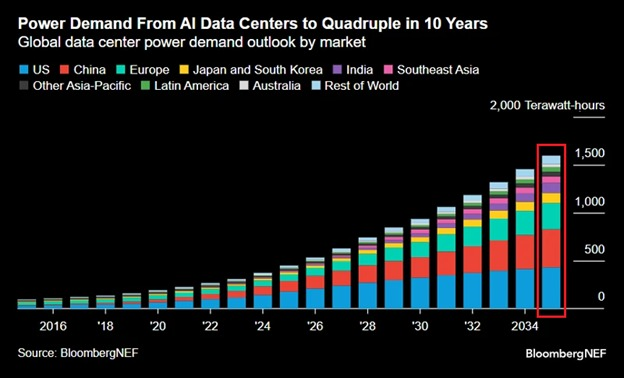 Power Demand From AI Data Centers to Quadruple in 10 Years
Global data center power demand outlook by market
US China Europe Japan and South Korea India Southeast Asia
Other Asia-Pacific Latin America Australia Rest of World
2,000 Terawatt-hours
1,500
1,000
500
0
2016 '18 '20 '22 '24 '26 '28 '30 '32 2034
Source: BloombergNEF BloombergNEF